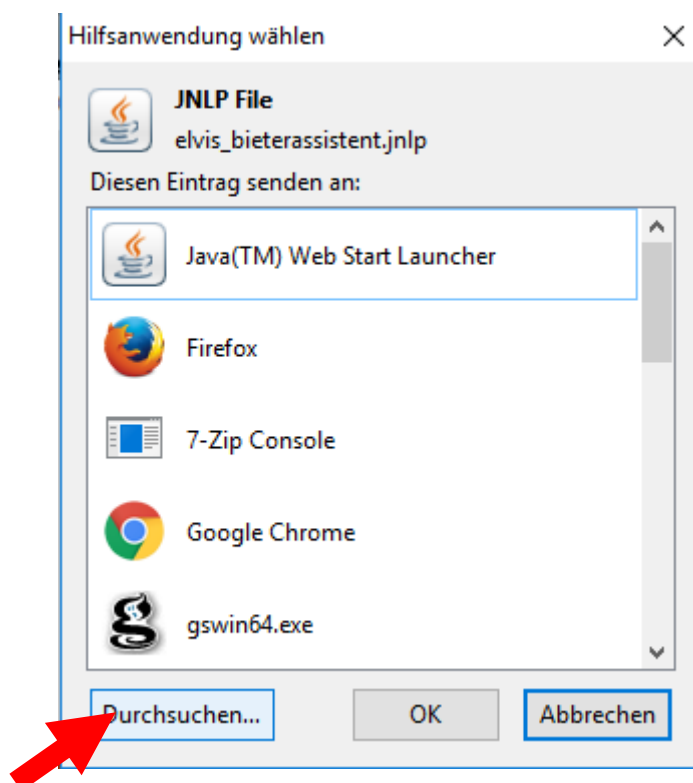 Hilfsanwendung wählen
JNLP File
elvis_bieterassistent.jnlp
Diesen Eintrag senden an:
Java(TM) Web Start Launcher
Firefox
7-Zip Console
Google Chrome
gswin64.exe
Durchsuchen...
OK
Abbrechen